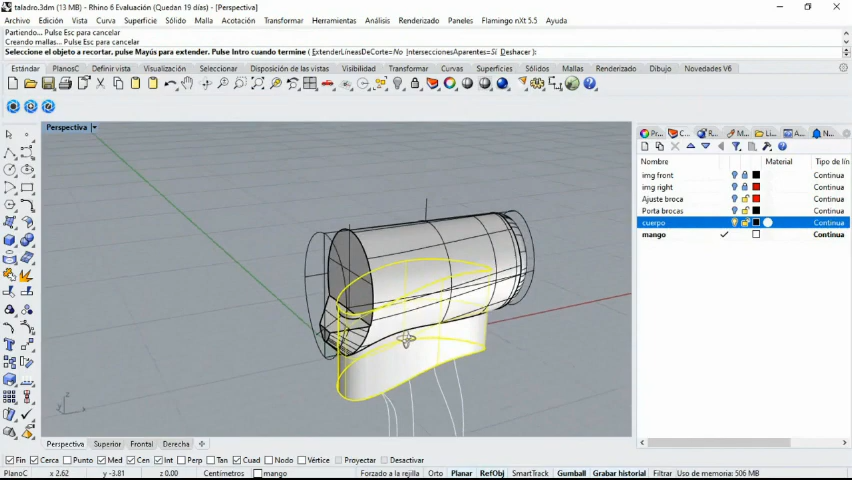 taladro.3dm (13 MB) - Rhino 6 Evaluación (Quedan 19 días) - [Perspectiva]
Archivo Edición Vista Curva Superficie Sólido Malla Acotación Transformar Herramientas Análisis Renderizado Paneles Flamingo nXt 5.5 Ayuda
Partiendo... Pulse Esc para cancelar
Creando mallas... Pulse Esc para cancelar
Seleccione el objeto a recortar, pulse Mayús para extender. Pulse Intro cuando termine ( ExtenderLíneasDeCorte=No InterseccionesAparentes=Sí Deshacer ):
Estándar PlanosC Definir vista Visualización Seleccionar Disposición de las vistas Visibilidad Transformar Curvas Superficies Sólidos Mallas Renderizado Dibujo Novedades V6
Perspectiva
Pr... C... R... M... Li... A... N...
Nombre Material Tipo de lí
img front Continua
img right Continua
Ajuste broca Continua
Porta brocas Continua
cuerpo Continua
mango Continua
z x
Perspectiva Superior Frontal Derecha
Fin Cerca Punto Med Cen Int Perp Tan Cuad Nodo Vértice Proyectar Desactivar
PlanoC x 2.62 y -3.81 z 0.00 Centímetros mango Forzado a la rejilla Orto Planar RefObj SmartTrack Gumball Grabar historial Filtrar Uso de memoria: 506 MB